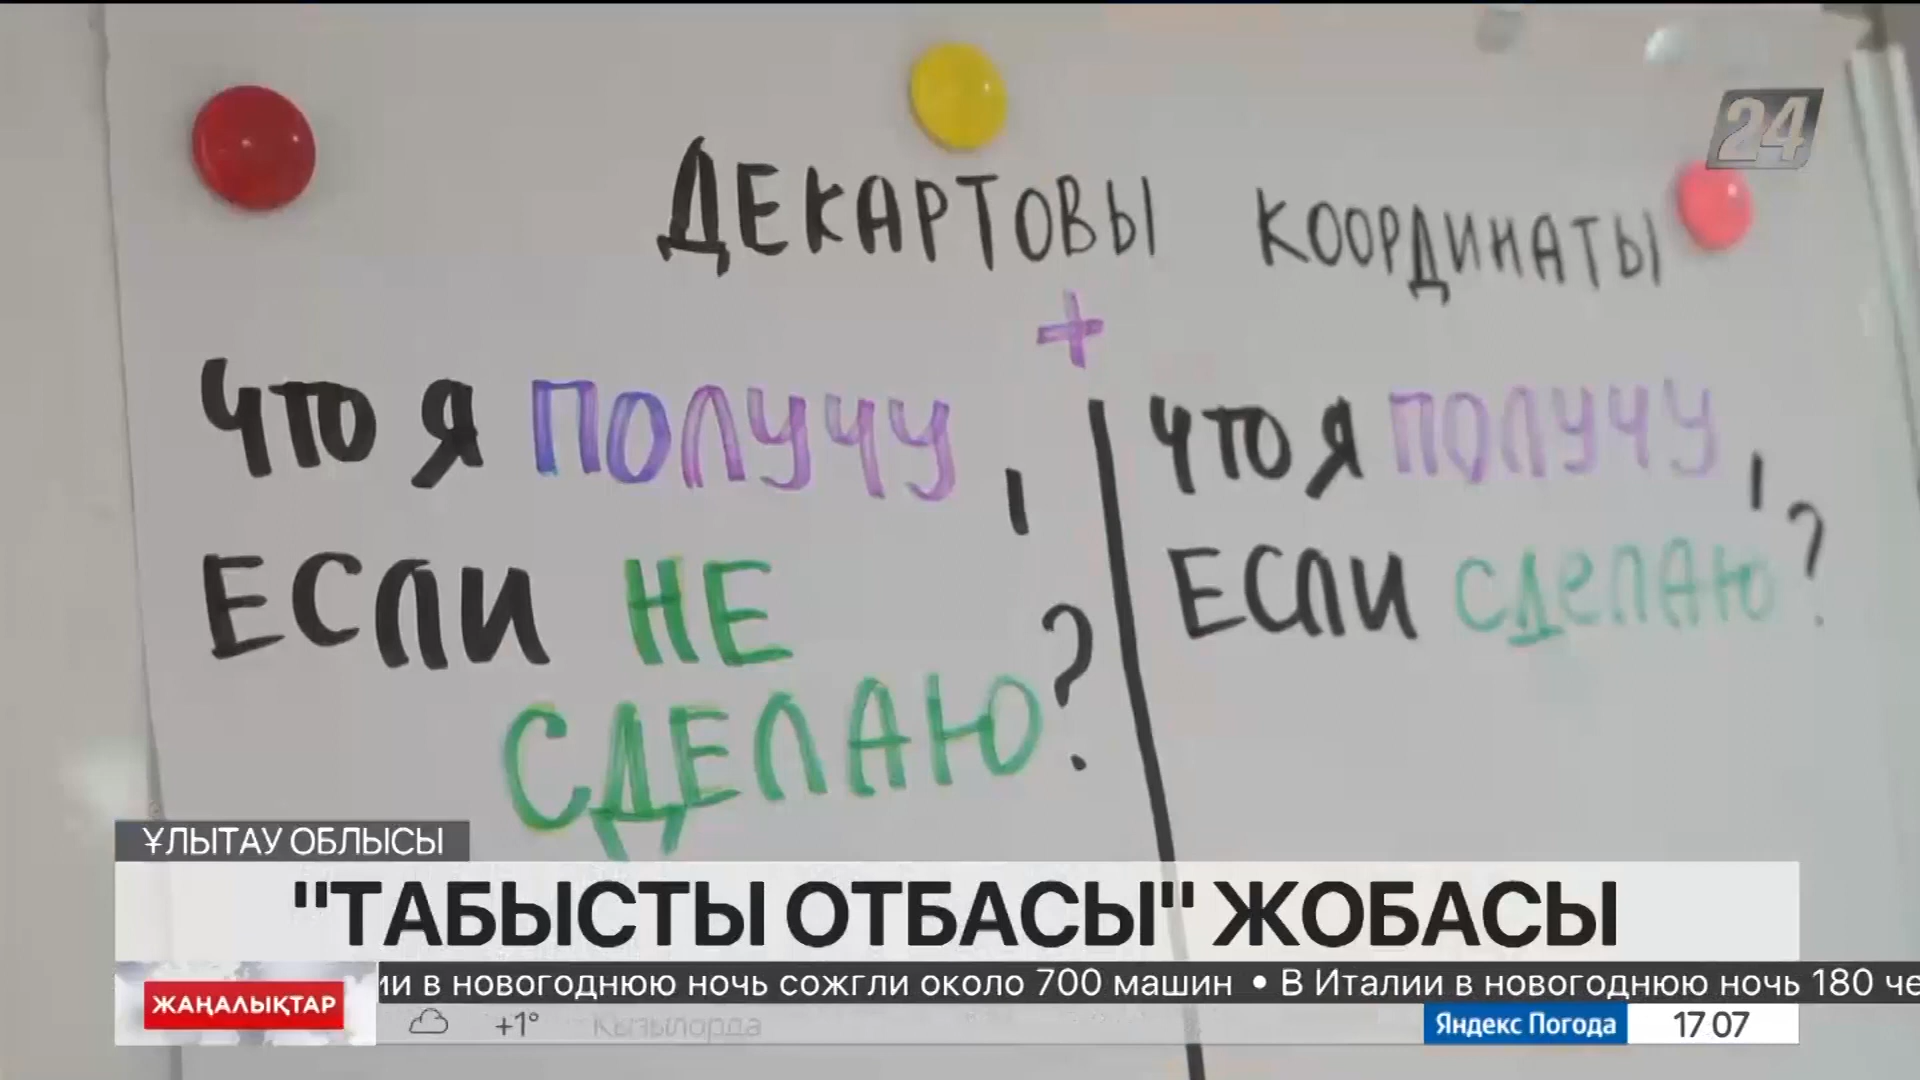 24
ДЕКАРТОВЫ КООРДИНАТЫ
+
ЧТО Я ПОЛУЧУ,
ЕСЛИ НЕ
СДЕЛАЮ?
ЧТО Я ПОЛУЧУ,
ЕСЛИ СДЕЛАЮ?
ҰЛЫТАУ ОБЛЫСЫ
"ТАБЫСТЫ ОТБАСЫ" ЖОБАСЫ
ЖАҢАЛЫҚТАР
ии в новогоднюю ночь сожгли около 700 машин • В Италии в новогоднюю ночь 180 че
+1° Кызылорда
Яндекс Погода 17 07